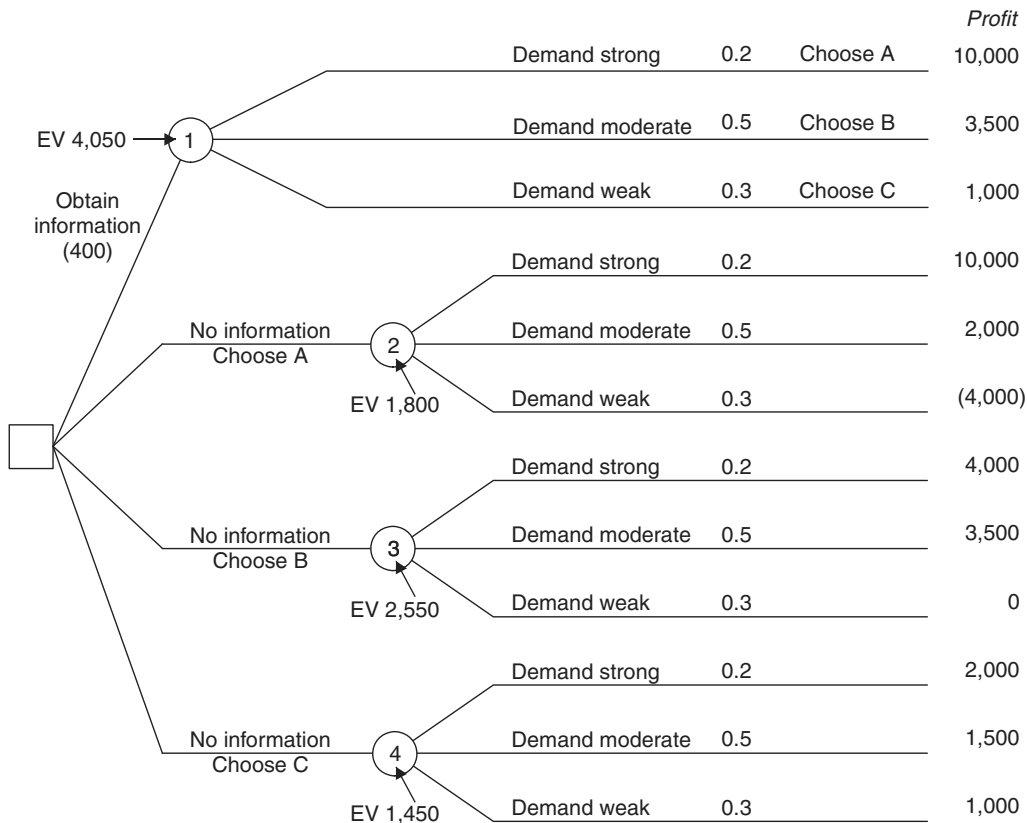 Profit
Demand strong 0.2 Choose A 10,000
EV 4,050
1
Demand moderate 0.5 Choose B 3,500
Demand weak 0.3 Choose C 1,000
Obtain
information
(400)
Demand strong 0.2 10,000
No information
Choose A
2
Demand moderate 0.5 2,000
EV 1,800
Demand weak 0.3 (4,000)
Demand strong 0.2 4,000
No information
Choose B
3
Demand moderate 0.5 3,500
EV 2,550
Demand weak 0.3 0
Demand strong 0.2 2,000
No information
Choose C
4
Demand moderate 0.5 1,500
EV 1,450
Demand weak 0.3 1,000